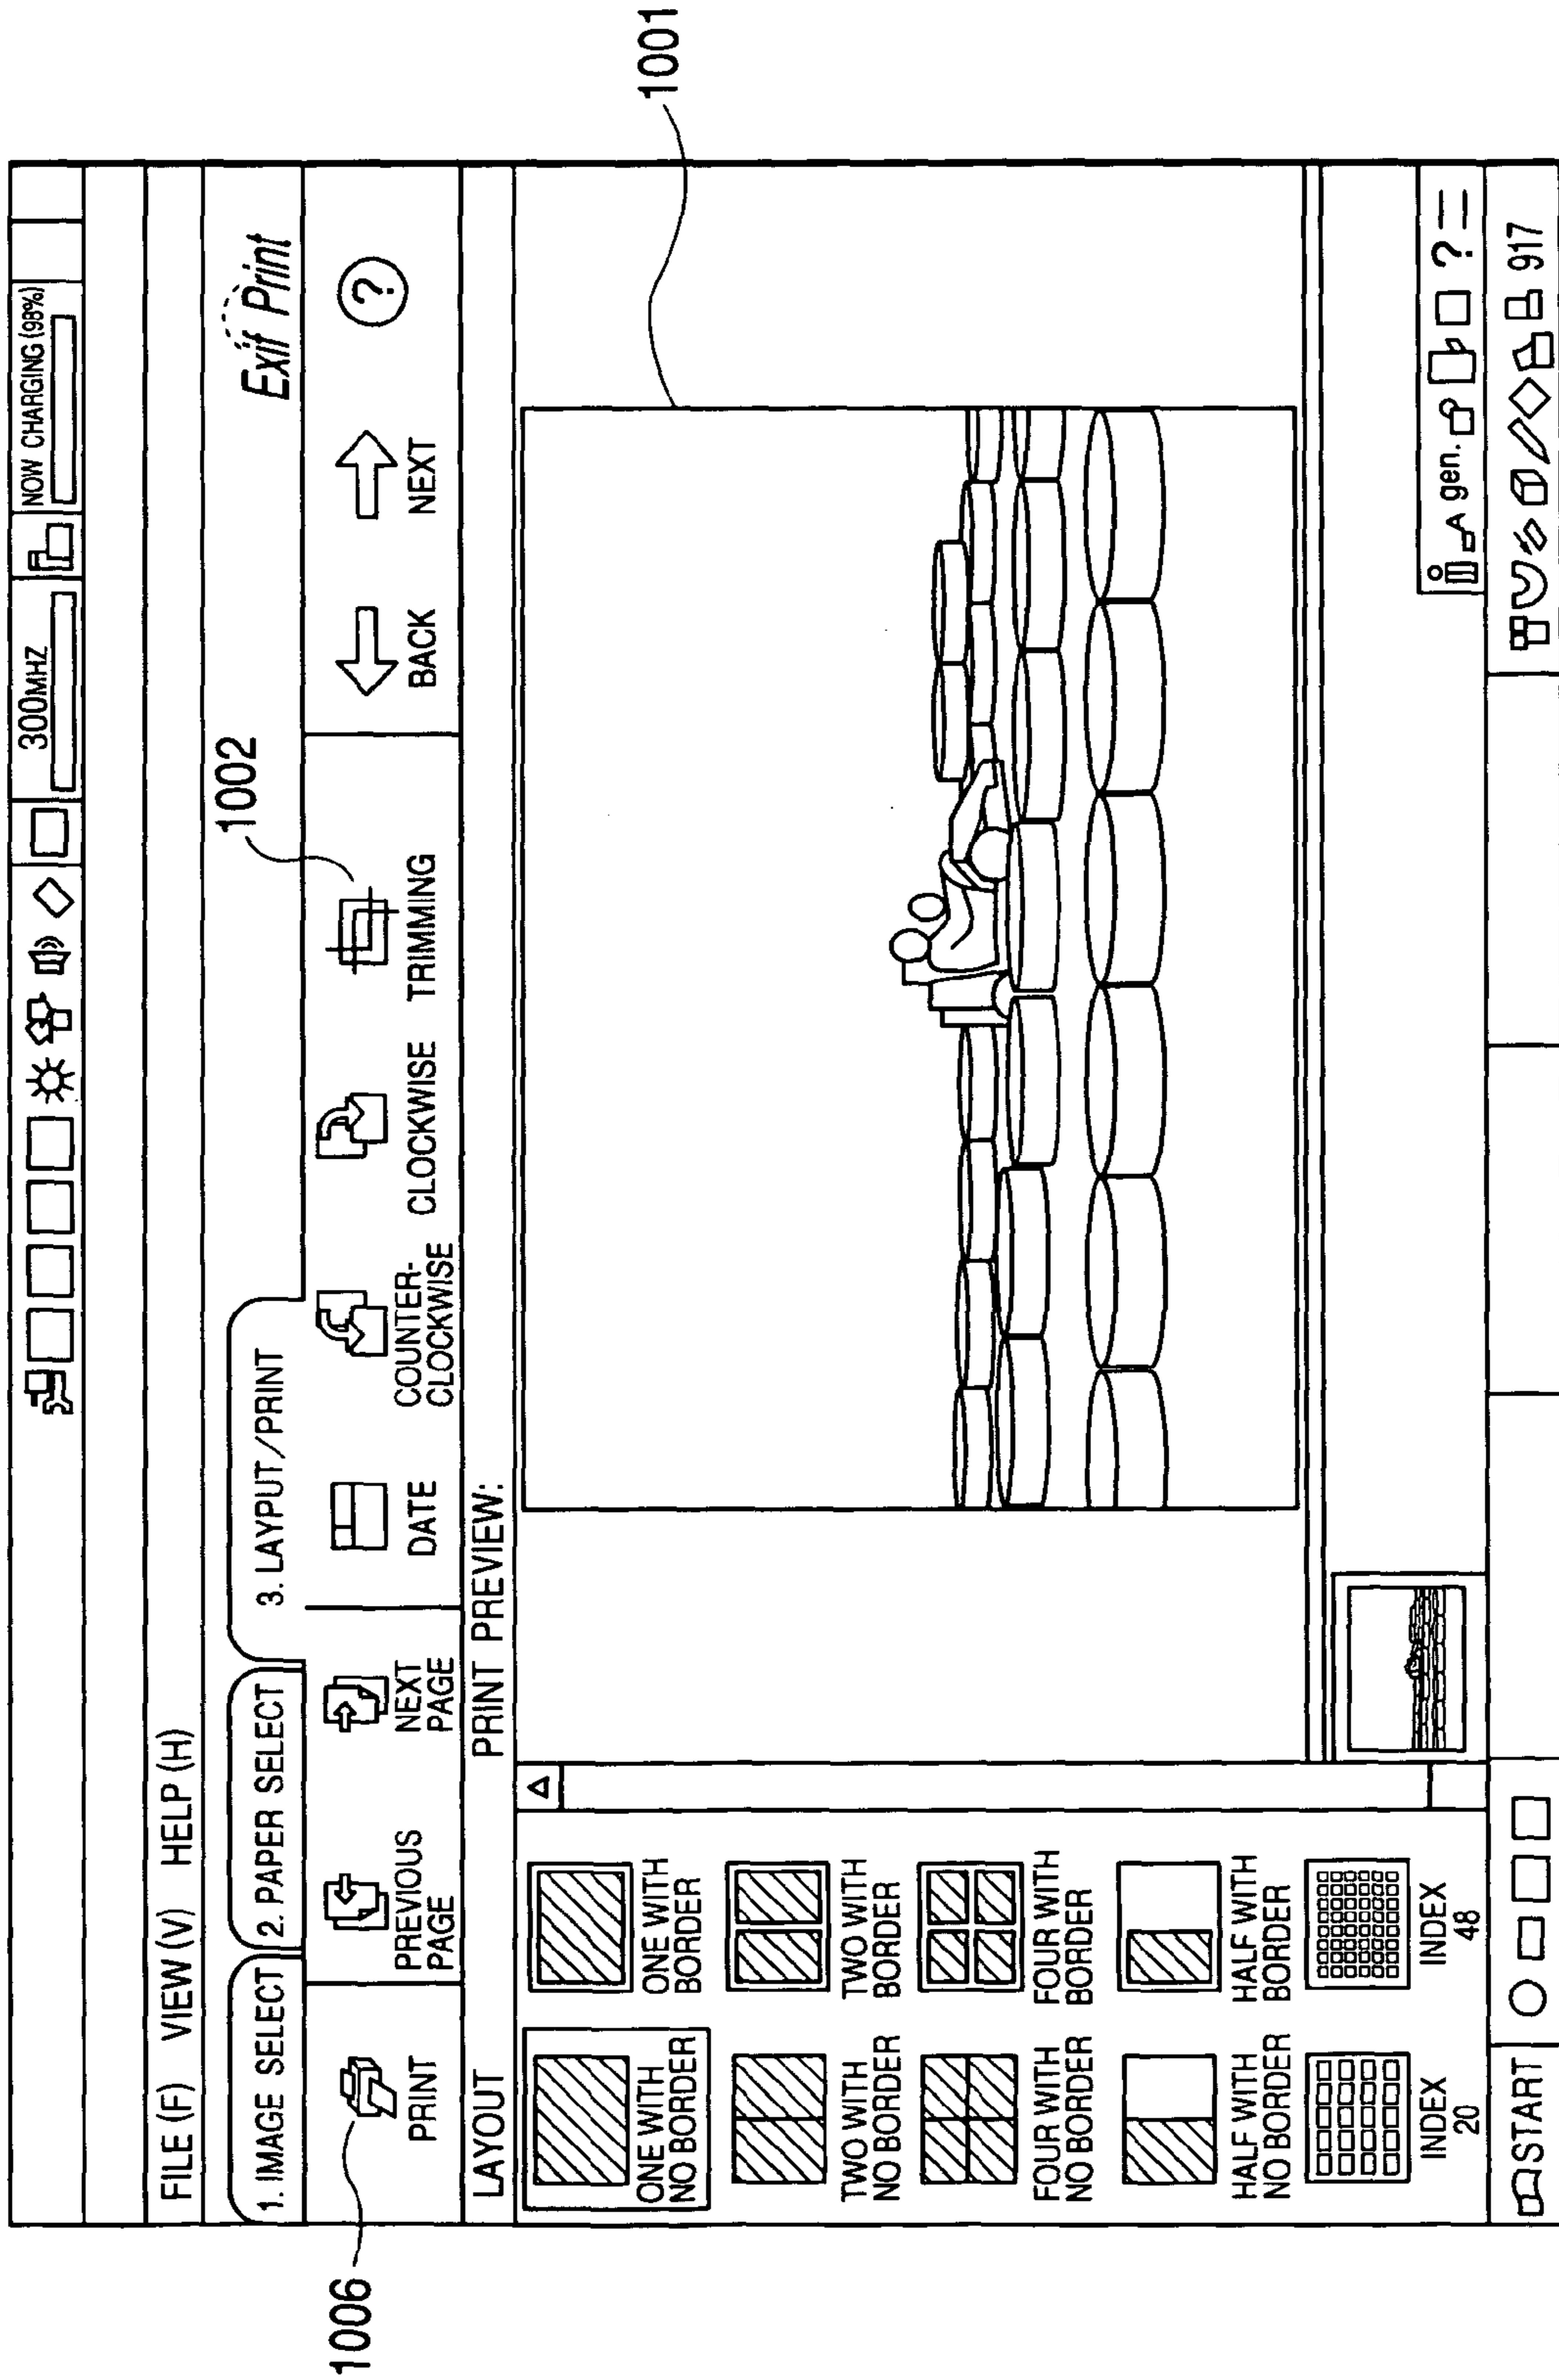 300MHZ
NOW CHARGING (98%)
FILE (F) VIEW (V) HELP (H)
1002
Exif Print
1. IMAGE SELECT
2. PAPER SELECT
3. LAYPUT/PRINT
1006
PRINT
PREVIOUS
PAGE
NEXT
PAGE
DATE
COUNTER-
CLOCKWISE
CLOCKWISE
TRIMMING
BACK
NEXT
?
LAYOUT
PRINT PREVIEW:
1001
ONE WITH
NO BORDER
ONE WITH
BORDER
TWO WITH
NO BORDER
TWO WITH
BORDER
FOUR WITH
NO BORDER
FOUR WITH
BORDER
HALF WITH
NO BORDER
HALF WITH
BORDER
INDEX
20
INDEX
48
A gen. ?
START
917